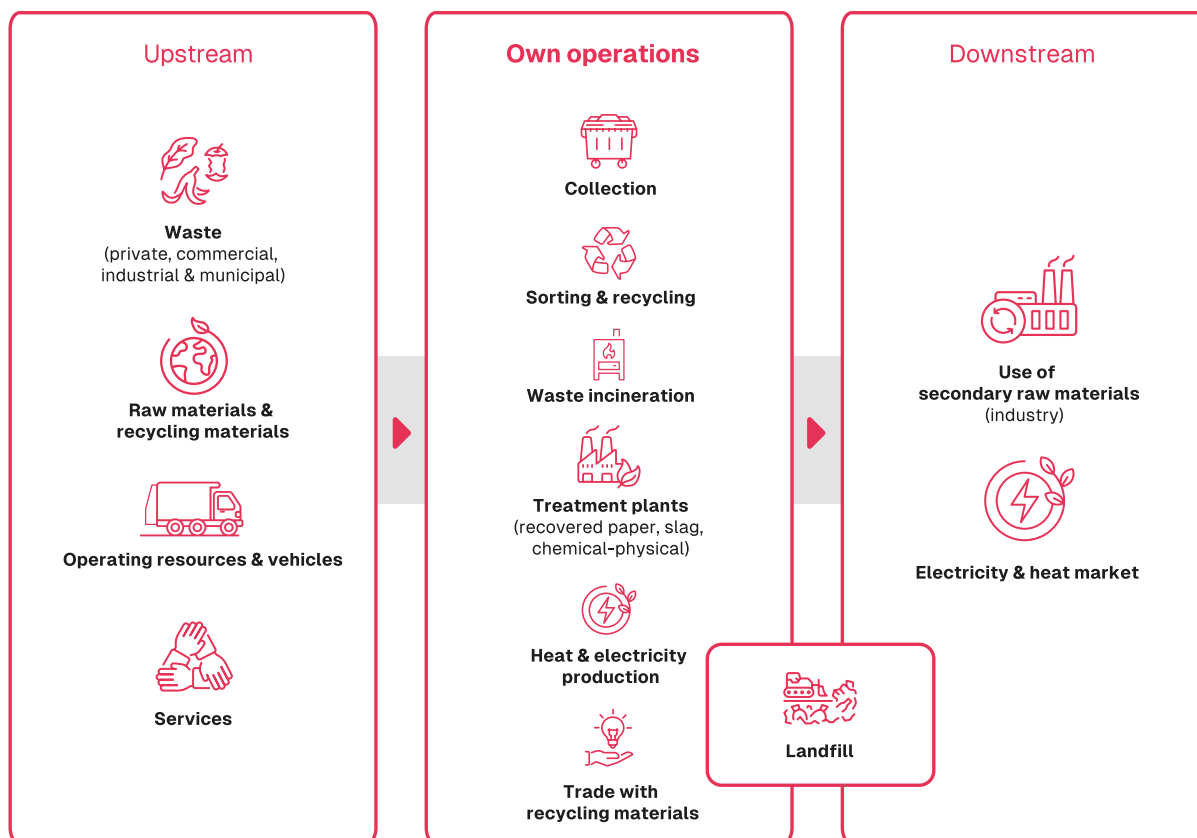 Upstream
Waste
(private, commercial,
industrial & municipal)
Raw materials &
recycling materials
Operating resources & vehicles
Services
Own operations
Collection
Sorting & recycling
Waste incineration
Treatment plants
(recovered paper, slag,
chemical-physical)
Heat & electricity
production
Trade with
recycling materials
Landfill
Downstream
Use of
secondary raw materials
(industry)
Electricity & heat market